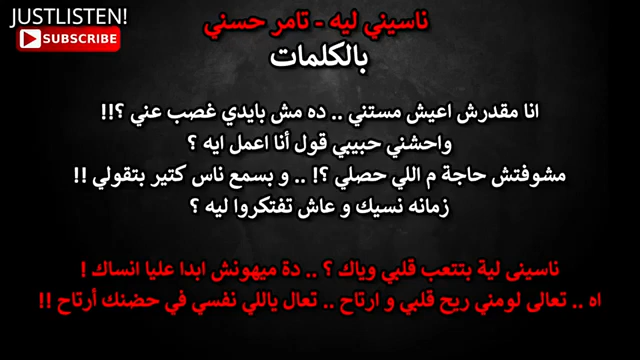 JUSTLISTEN!
SUBSCRIBE
ناسيني ليه - تامر حسني
بالكلمات
انا مقدرش اعيش مستني .. ده مش بايدي غصب عني ؟!!
واحشني حبيبي قول أنا اعمل ايه ؟
مشوفتش حاجة م اللي حصلي ؟! .. و بسمع ناس كتير بتقولي !!
زمانه نسيك و عاش تفتكروا ليه ؟
ناسينى لية بتتعب قلبي وياك ؟ .. دة ميهونش ابدا عليا انساك !
اه .. تعالى لومني ريح قلبي و ارتاح .. تعال ياللي نفسي في حضنك أرتاح !!